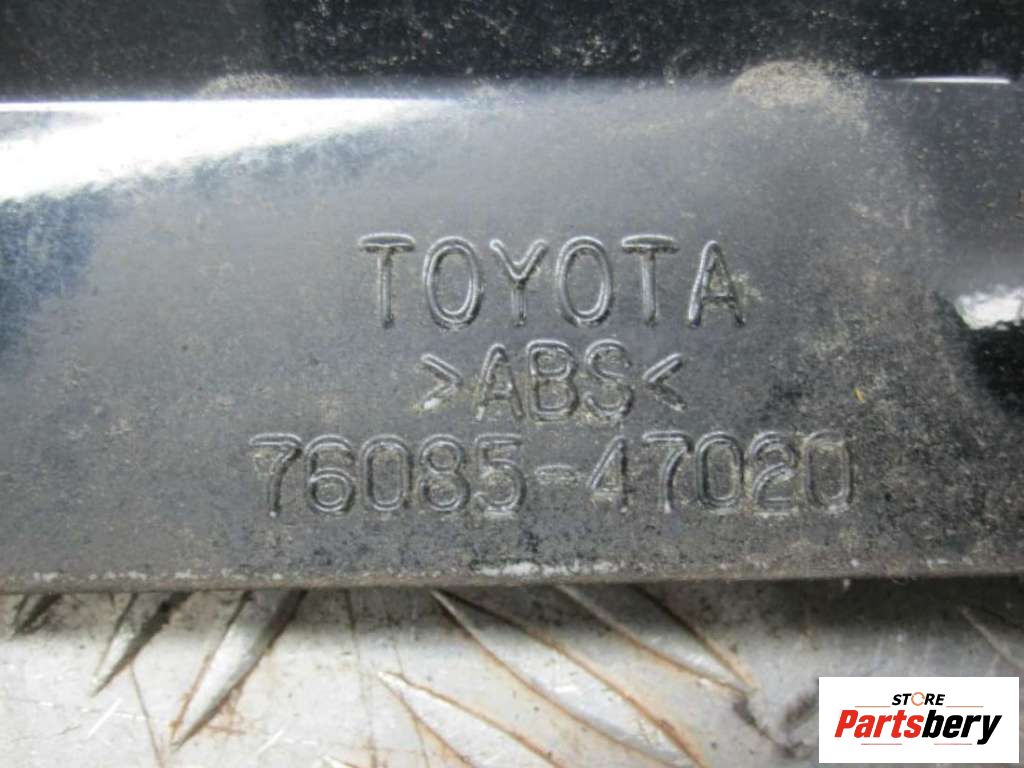 TOYOTA
>ABS<
76085-47020
STORE
Partsbery